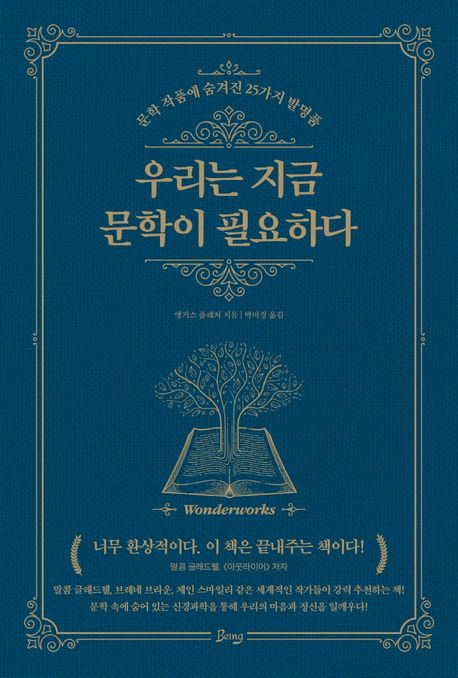 문학 작품에 숨겨진 25가지 발명품
우리는 지금
문학이 필요하다
앵거스 플레처 지음 | 박미경 옮김
Wonderworks
너무 환상적이다. 이 책은 끝내주는 책이다!
말콤 글래드웰, 《아웃라이어》 저자
말콤 글래드웰, 브레네 브라운, 제인 스마일리 같은 세계적인 작가들이 강력 추천하는 책!
문학 속에 숨어 있는 신경과학을 통해 우리의 마음과 정신을 일깨우다!
Being